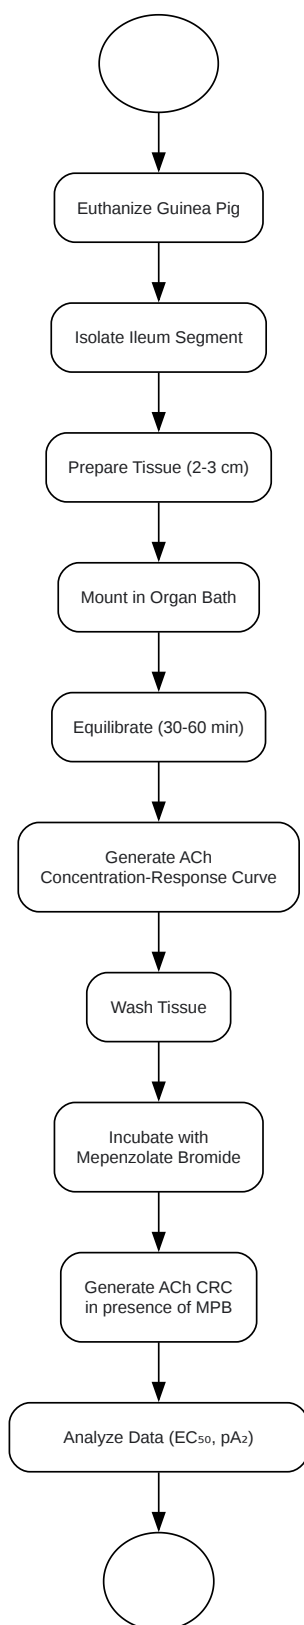 Euthanize Guinea Pig
Isolate Ileum Segment
Prepare Tissue (2-3 cm)
Mount in Organ Bath
Equilibrate (30-60 min)
Generate ACh
Concentration-Response Curve
Wash Tissue
Incubate with
Mepenzolate Bromide
Generate ACh CRC
in presence of MPB
Analyze Data (EC₅₀, pA₂)